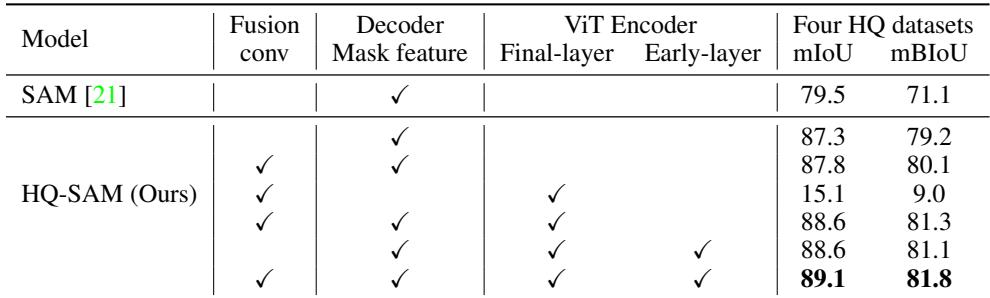 Model Fusion conv Decoder Mask feature ViT Encoder Four HQ datasets
Final-layer Early-layer mIoU mBIoU
SAM [21] ✓ 79.5 71.1
✓ 87.3 79.2
✓ ✓ 87.8 80.1
HQ-SAM (Ours) ✓ ✓ 15.1 9.0
✓ ✓ ✓ 88.6 81.3
✓ ✓ ✓ 88.6 81.1
✓ ✓ ✓ ✓ 89.1 81.8